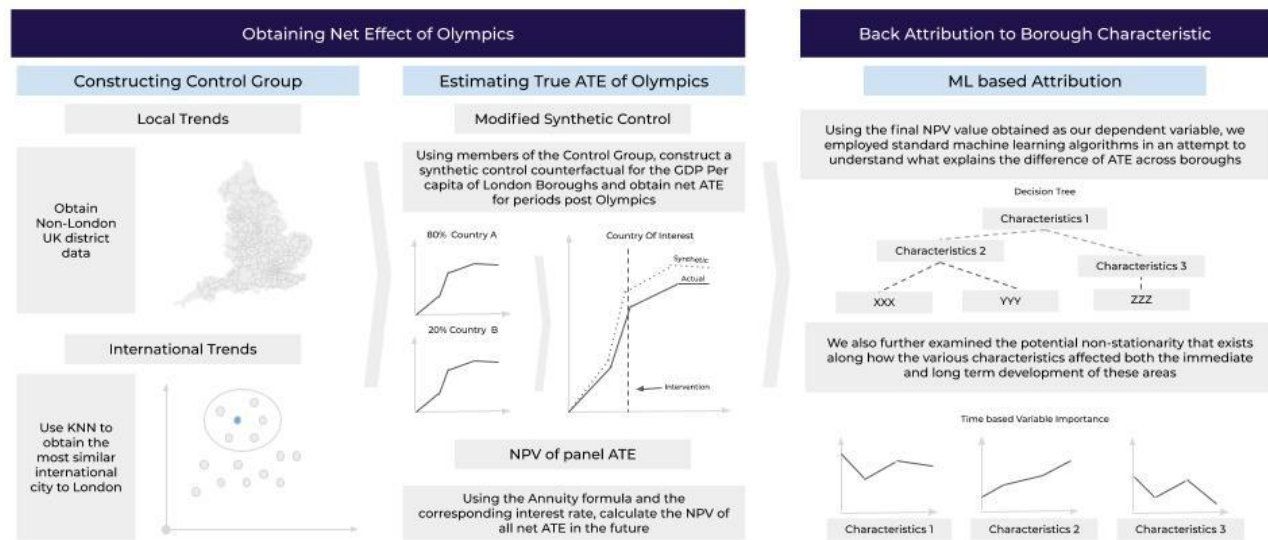 Obtaining Net Effect of Olympics
Constructing Control Group
Local Trends
Obtain
Non-London
UK district
data
International Trends
Use KNN to
obtain the
most similar
international
city to London
Estimating True ATE of Olympics
Modified Synthetic Control
Using members of the Control Group, construct a
synthetic control counterfactual for the GDP Per
capita of London Boroughs and obtain net ATE
for periods post Olympics
80% Country A
20% Country B
Country Of Interest
Synthetic
Actual
Intervention
NPV of panel ATE
Using the Annuity formula and the
corresponding interest rate, calculate the NPV of
all net ATE in the future
Back Attribution to Borough Characteristic
ML based Attribution
Using the final NPV value obtained as our dependent variable, we
employed standard machine learning algorithms in an attempt to
understand what explains the difference of ATE across boroughs
Decision Tree
Characteristics 1
Characteristics 2
Characteristics 3
XXX
YYY
ZZZ
We also further examined the potential non-stationarity that exists
along how the various characteristics affected both the immediate
and long term development of these areas
Time based Variable Importance
Characteristics 1
Characteristics 2
Characteristics 3